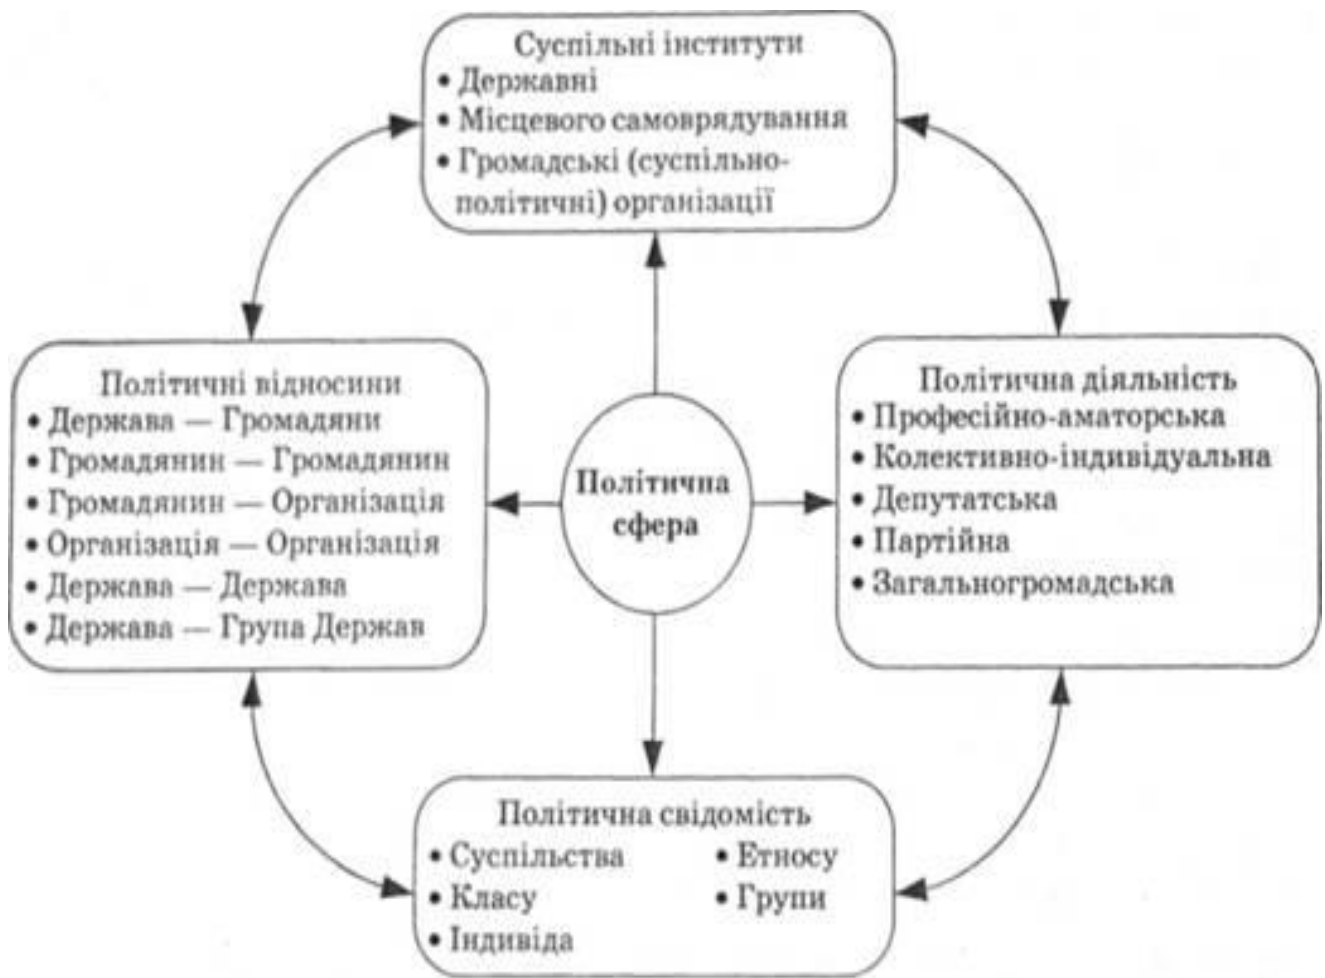 Суспільні інститути
• Державні
• Місцевого самоврядування
• Громадські (суспільно-
політичні) організації
Політичні відносини
• Держава — Громадяни
• Громадянин — Громадянин
• Громадянин — Організація
• Організація — Організація
• Держава — Держава
• Держава — Група Держав
Політична
сфера
Політична діяльність
• Професійно-аматорська
• Колективно-індивідуальна
• Депутатська
• Партійна
• Загальногромадська
Політична свідомість
• Суспільства
• Класу
• Індивіда
• Етносу
• Групи